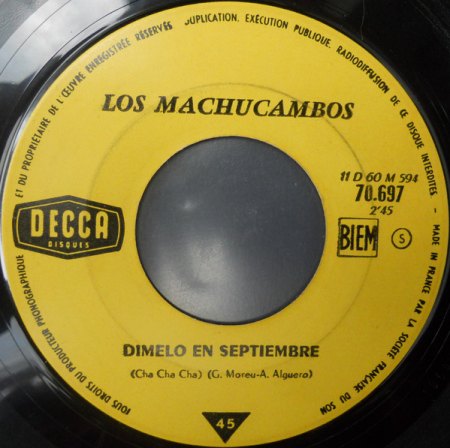 DUPLICATION, EXÉCUTION PUBLIQUE, RADIODIFFUSION DE CE DISQUE INTERDITES - MADE IN FRANCE PAR LA SOCIÉTÉ FRANÇAISE DU SON
TOUS DROITS DU PRODUCTEUR PHONOGRAPHIQUE ET DU PROPRIÉTAIRE DE L'ŒUVRE ENREGISTRÉE RÉSERVÉS
LOS MACHUCAMBOS
11 D 60 M 594
70.697
2'45
DECCA
DISQUES
BIEM
S
DIMELO EN SEPTIEMBRE
(Cha Cha Cha) (G. Moreu-A. Alguero)
45